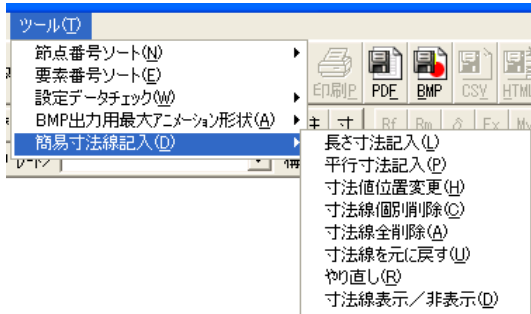 ツール(T)
節点番号ソート(N)
要素番号ソート(E)
設定データチェック(W)
BMP出力用最大アニメーション形状(A)
簡易寸法線記入(D)
印刷P PDF BMP CSV HTML
Rf Rm δ Fx
長さ寸法記入(L)
平行寸法記入(P)
寸法値位置変更(H)
寸法線個別削除(C)
寸法線全削除(A)
寸法線を元に戻す(U)
やり直し(R)
寸法線表示／非表示(D)